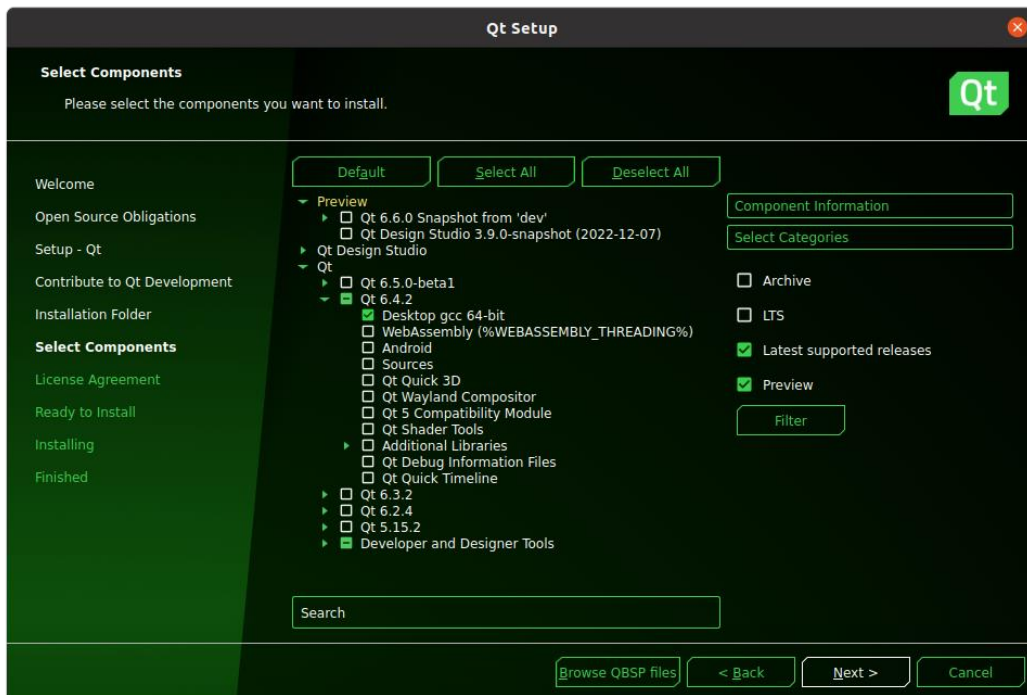 Qt Setup
Select Components
Please select the components you want to install.
Qt
Welcome
Open Source Obligations
Setup - Qt
Contribute to Qt Development
Installation Folder
Select Components
License Agreement
Ready to Install
Installing
Finished
Default
Select All
Deselect All
Preview
Qt 6.6.0 Snapshot from 'dev'
Qt Design Studio 3.9.0-snapshot (2022-12-07)
Qt Design Studio
Qt
Qt 6.5.0-beta1
Qt 6.4.2
Desktop gcc 64-bit
WebAssembly (%WEBASSEMBLY_THREADING%)
Android
Sources
Qt Quick 3D
Qt Wayland Compositor
Qt 5 Compatibility Module
Qt Shader Tools
Additional Libraries
Qt Debug Information Files
Qt Quick Timeline
Qt 6.3.2
Qt 6.2.4
Qt 5.15.2
Developer and Designer Tools
Search
Component Information
Select Categories
Archive
LTS
Latest supported releases
Preview
Filter
Browse QBSP files
< Back
Next >
Cancel